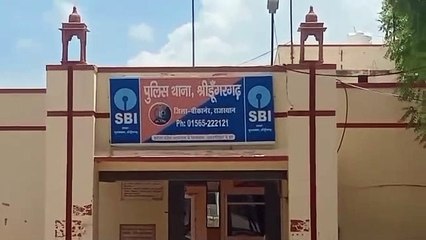 पुलिस थाना, श्रीडूँगरगढ़
जिला-बीकानेर, राजस्थान
Ph: 01565-222121
SBI
SBI